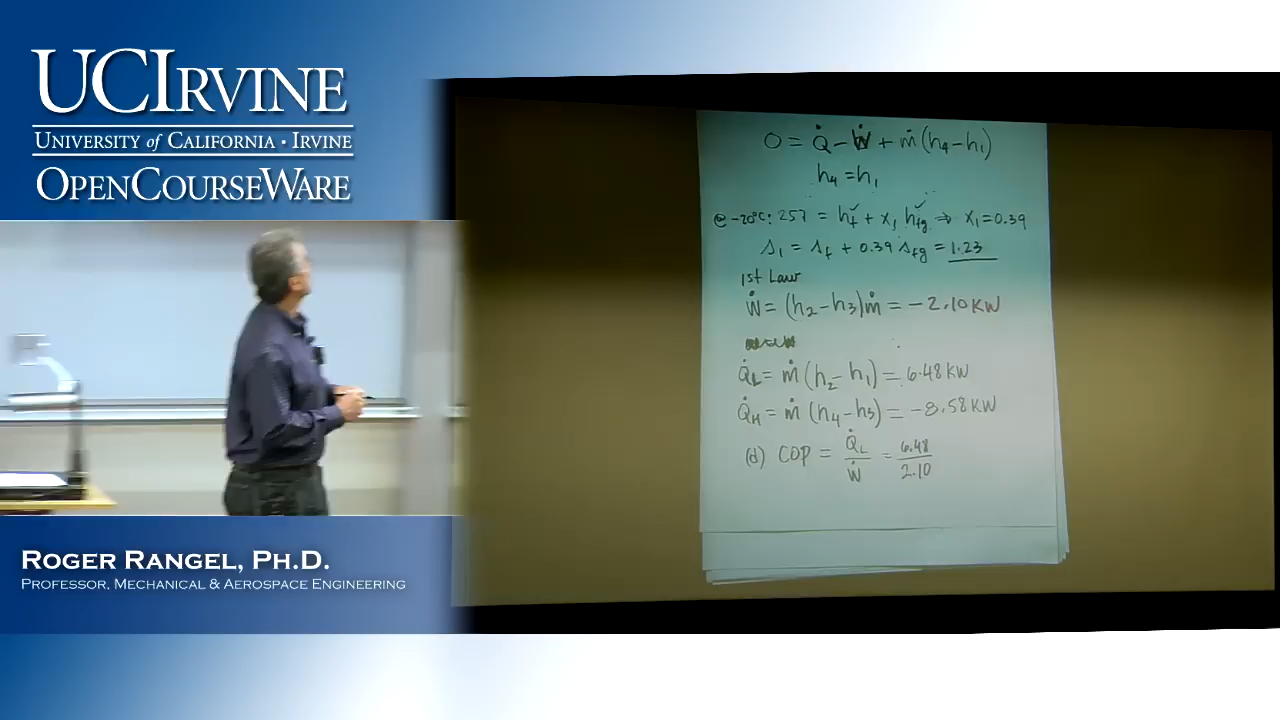 UCIRVINE
UNIVERSITY of CALIFORNIA · IRVINE
OPENCOURSEWARE
0 = Q̇ - Ẇ + ṁ (h₄ - h₁)
h₄ = h₁
@ -20°C: 257 = hf + x₁ hfg ⇒ x₁ = 0.39
s₁ = sf + 0.39 sfg = 1.23
1st Law
Ẇ = (h₂ - h₃) ṁ = -2.10 KW
Q̇L = ṁ (h₂ - h₁) = 6.48 KW
Q̇H = ṁ (h₄ - h₃) = -8.58 KW
(d) COP = Q̇L / Ẇ = 6.48 / 2.10
ROGER RANGEL, PH.D.
PROFESSOR, MECHANICAL & AEROSPACE ENGINEERING